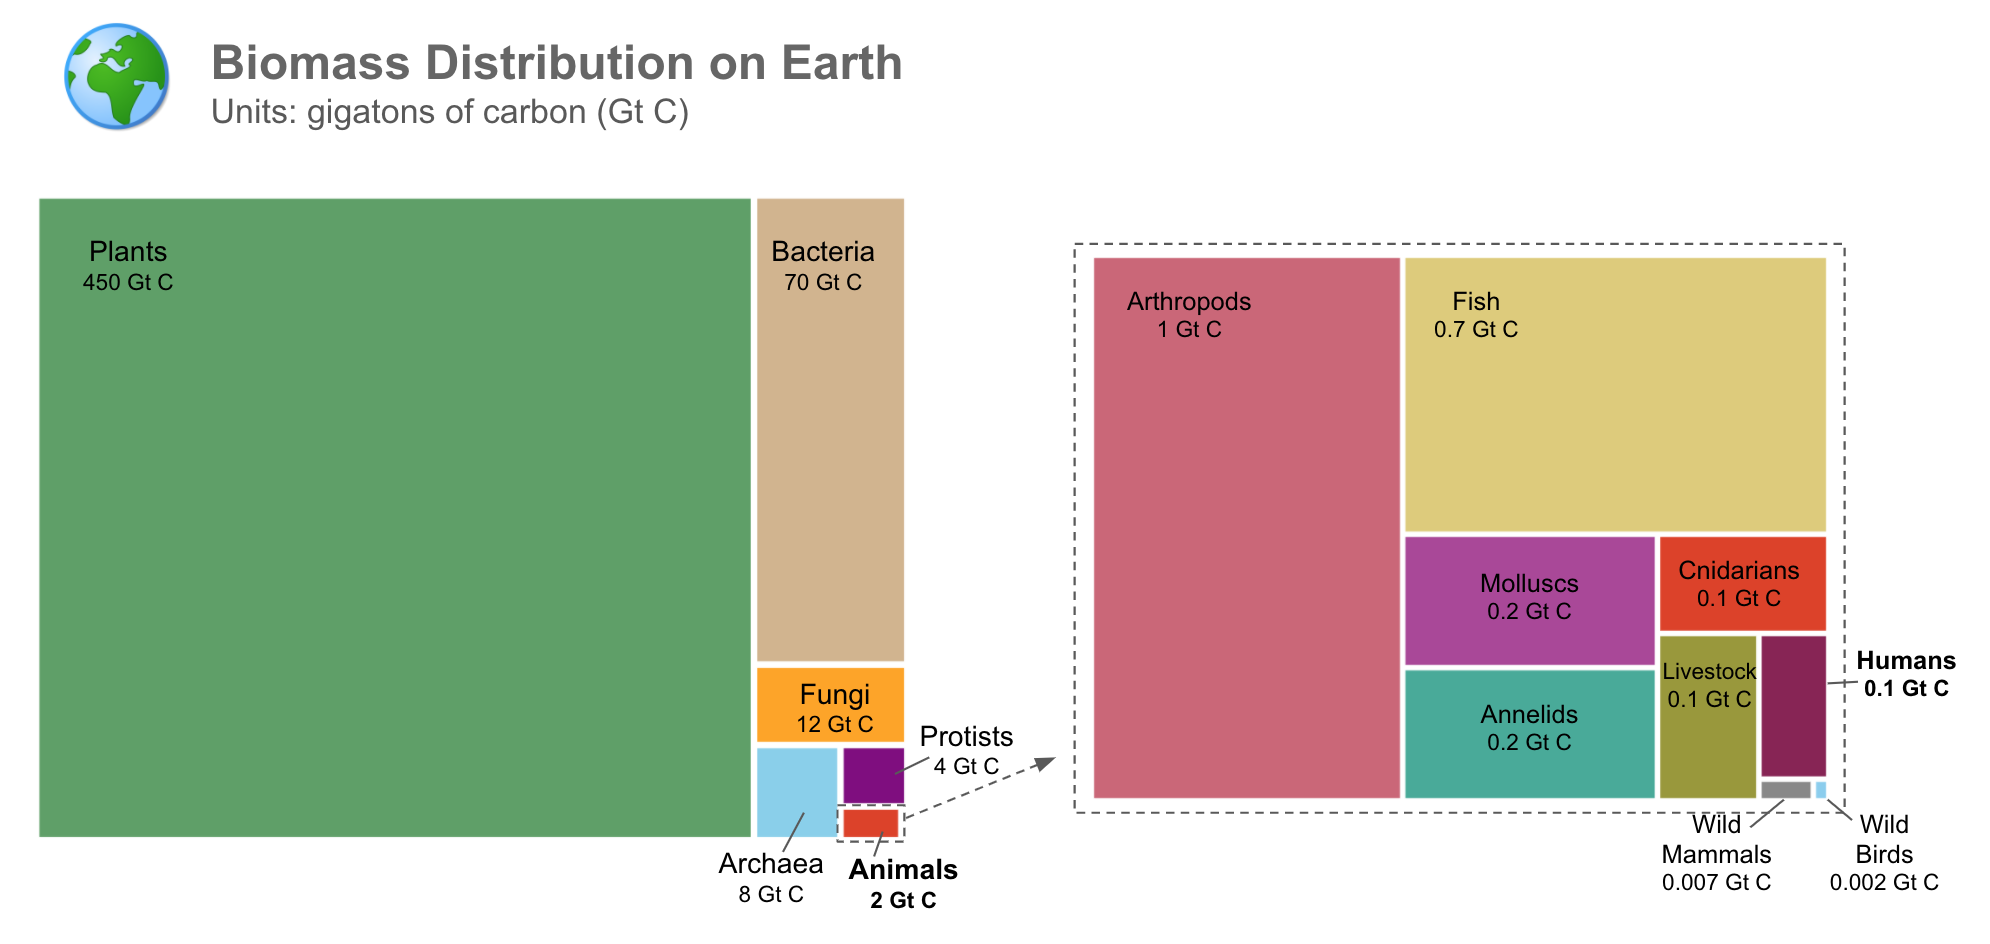 Biomass Distribution on Earth
Units: gigatons of carbon (Gt C)
Plants
450 Gt C
Bacteria
70 Gt C
Fungi
12 Gt C
Protists
4 Gt C
Archaea
8 Gt C
Animals
2 Gt C
Arthropods
1 Gt C
Fish
0.7 Gt C
Molluscs
0.2 Gt C
Cnidarians
0.1 Gt C
Annelids
0.2 Gt C
Livestock
0.1 Gt C
Humans
0.1 Gt C
Wild
Mammals
0.007 Gt C
Wild
Birds
0.002 Gt C